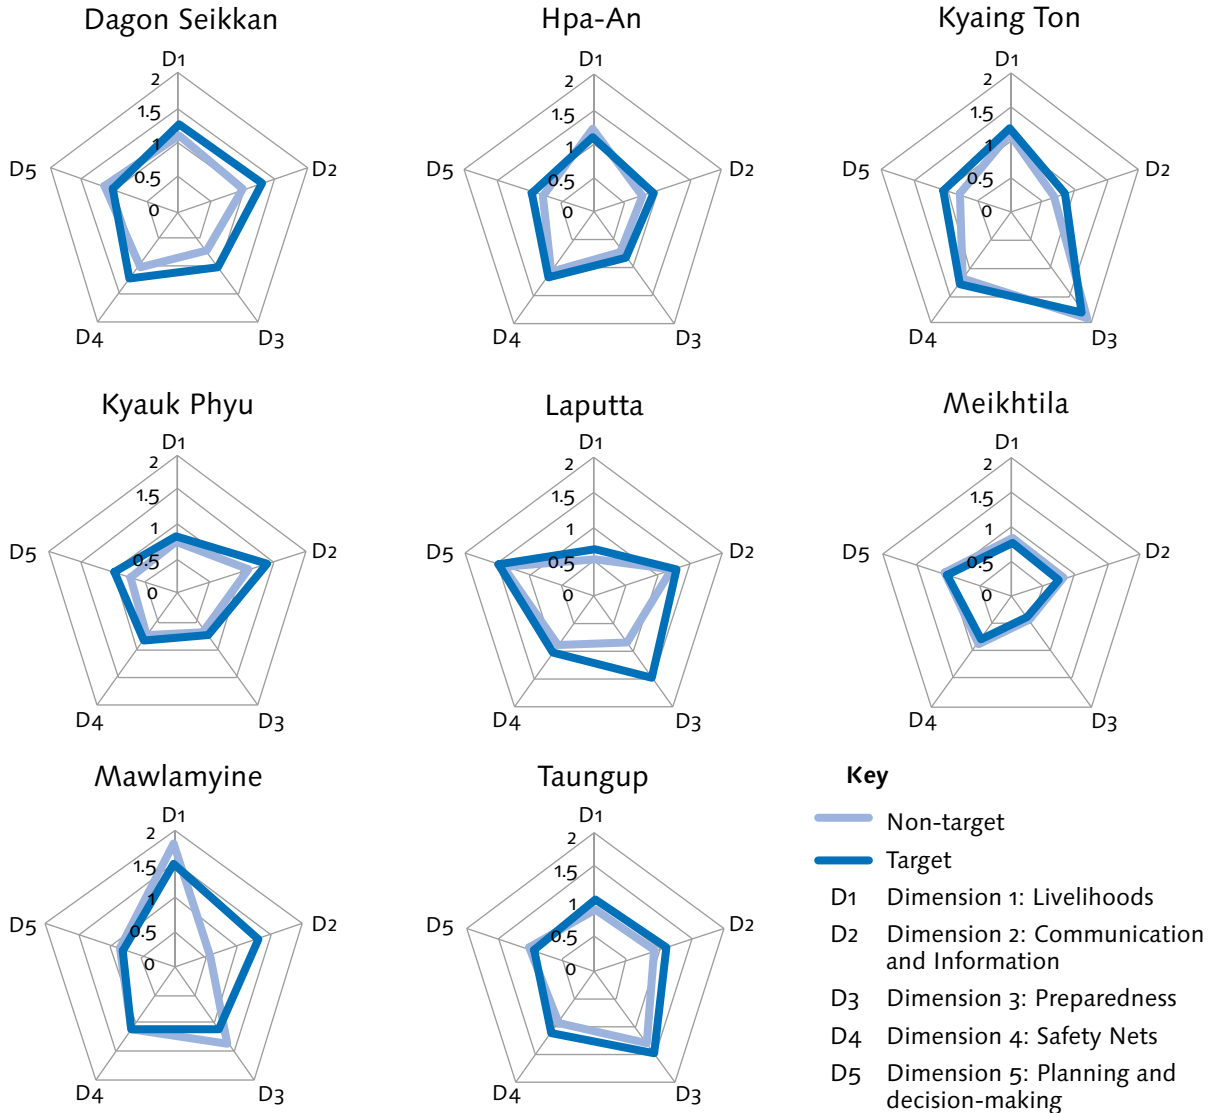 Dagon Seikkan
D1
2
1.5
1
0.5
0
D5
D2
D4
D3
Hpa-An
D1
2
1.5
1
0.5
0
D5
D2
D4
D3
Kyaing Ton
D1
2
1.5
1
0.5
0
D5
D2
D4
D3
Kyauk Phyu
D1
2
1.5
1
0.5
0
D5
D2
D4
D3
Laputta
D1
2
1.5
1
0.5
0
D5
D2
D4
D3
Meikhtila
D1
2
1.5
1
0.5
0
D5
D2
D4
D3
Mawlamyine
D1
2
1.5
1
0.5
0
D5
D2
D4
D3
Taungup
D1
2
1.5
1
0.5
0
D5
D2
D4
D3
Key
Non-target
Target
D1 Dimension 1: Livelihoods
D2 Dimension 2: Communication
and Information
D3 Dimension 3: Preparedness
D4 Dimension 4: Safety Nets
D5 Dimension 5: Planning and
decision-making